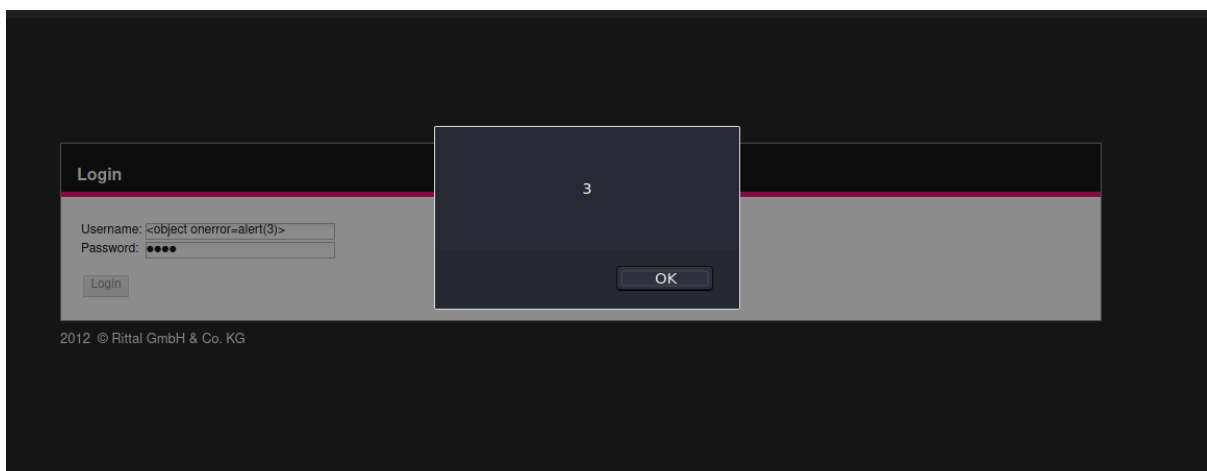 Login
3
Username: <object onerror=alert(3)>
Password: ●●●●
OK
Login
2012 © Rittal GmbH & Co. KG